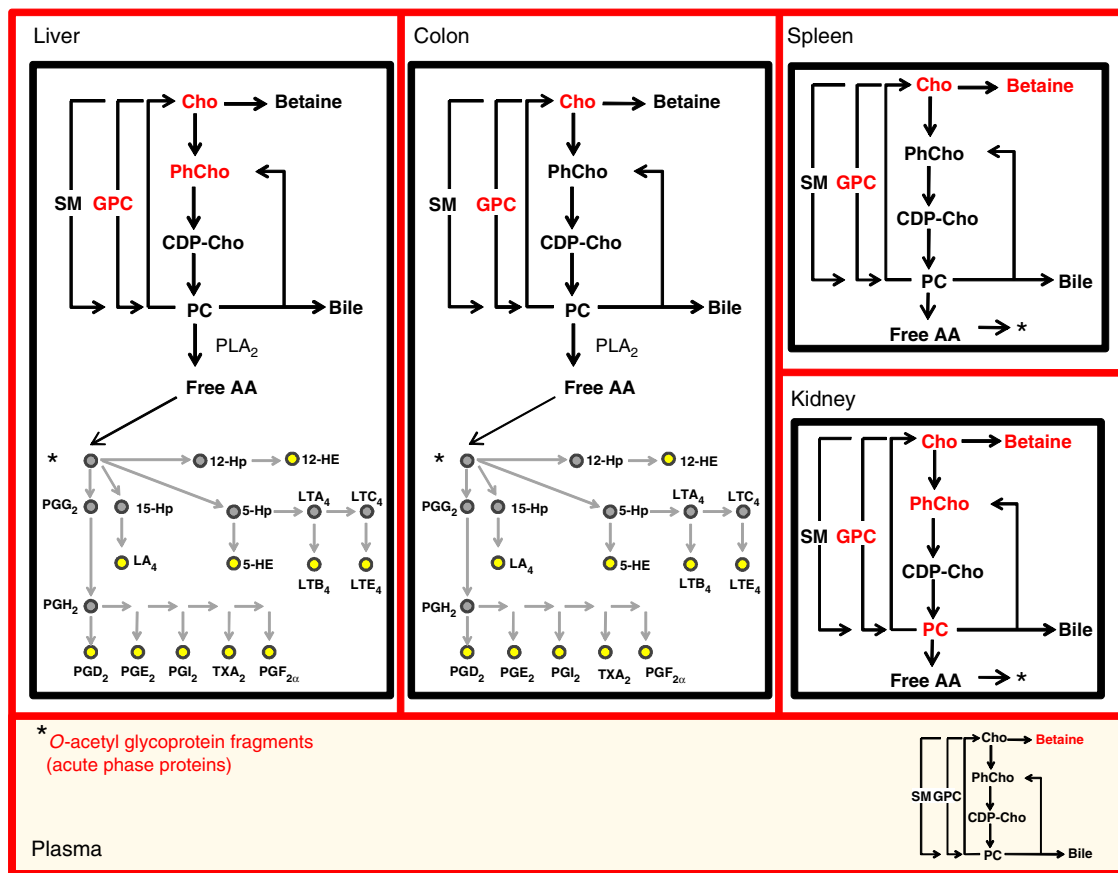 Liver
Cho
Betaine
PhCho
SM
GPC
CDP-Cho
PC
Bile
PLA₂
Free AA
*
12-Hp
12-HE
PGG₂
15-Hp
5-Hp
LTA₄
LTC₄
LA₄
5-HE
LTB₄
LTE₄
PGH₂
PGD₂
PGE₂
PGI₂
TXA₂
PGF₂α
Colon
Cho
Betaine
PhCho
SM
GPC
CDP-Cho
PC
Bile
PLA₂
Free AA
*
12-Hp
12-HE
PGG₂
15-Hp
5-Hp
LTA₄
LTC₄
LA₄
5-HE
LTB₄
LTE₄
PGH₂
PGD₂
PGE₂
PGI₂
TXA₂
PGF₂α
Spleen
Cho
Betaine
PhCho
SM
GPC
CDP-Cho
PC
Bile
Free AA
*
Kidney
Cho
Betaine
PhCho
SM
GPC
CDP-Cho
PC
Bile
Free AA
*
*O-acetyl glycoprotein fragments
(acute phase proteins)
Plasma
Cho
Betaine
PhCho
SM
GPC
CDP-Cho
PC
Bile